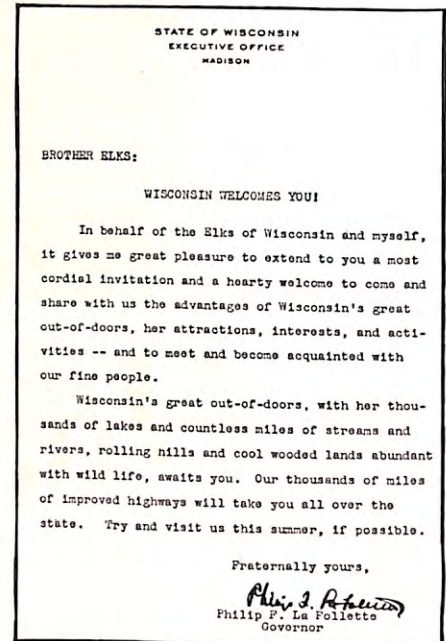 STATE OF WISCONSIN
EXECUTIVE OFFICE
MADISON
BROTHER ELKS:
WISCONSIN WELCOMES YOU!
In behalf of the Elks of Wisconsin and myself,
it gives me great pleasure to extend to you a most
cordial invitation and a hearty welcome to come and
share with us the advantages of Wisconsin's great
out-of-doors, her attractions, interests, and acti-
vities -- and to meet and become acquainted with
our fine people.
Wisconsin's great out-of-doors, with her thou-
sands of lakes and countless miles of streams and
rivers, rolling hills and cool wooded lands abundant
with wild life, awaits you. Our thousands of miles
of improved highways will take you all over the
state. Try and visit us this summer, if possible.
Fraternally yours,
Philip F. La Follette
Philip F. La Follette
Governor